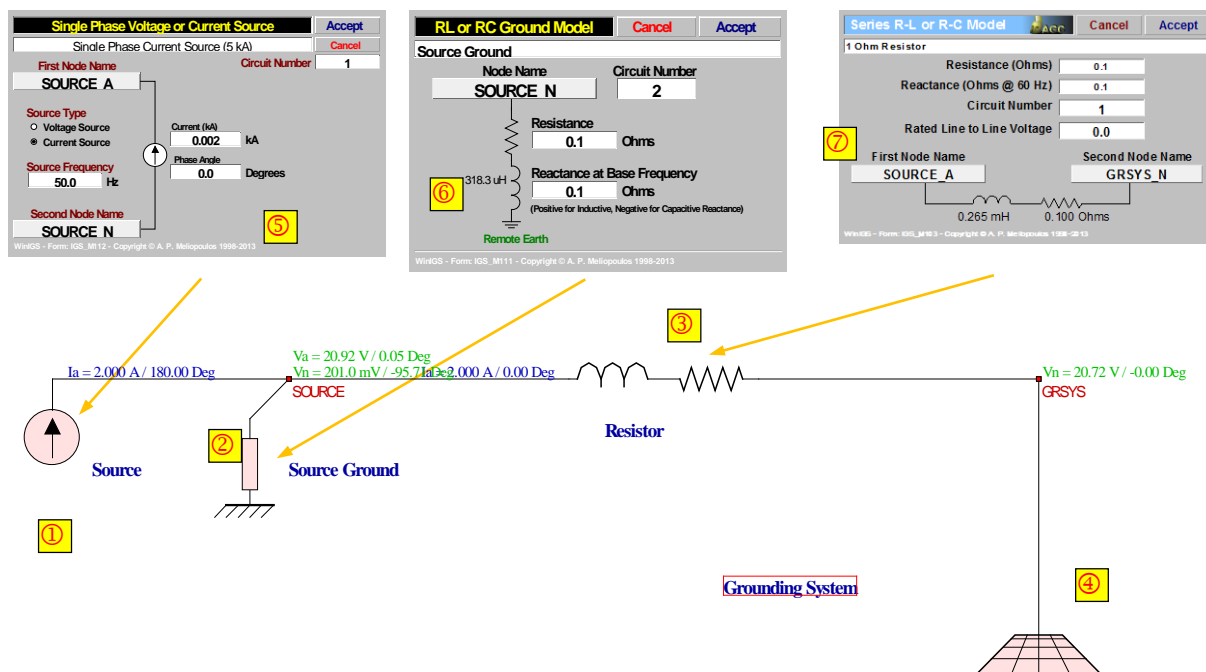 Single Phase Voltage or Current Source
Accept
Single Phase Current Source (5 kA)
Cancel
First Node Name
Circuit Number
1
SOURCE_A
Source Type
Voltage Source
Current Source
Current (kA)
0.002
kA
Phase Angle
0.0
Degrees
Source Frequency
50.0
Hz
Second Node Name
SOURCE_N
⑤
WinIGS - Form: IGS_M112 - Copyright © A. P. Meliopoulos 1998-2013
RL or RC Ground Model
Cancel
Accept
Source Ground
Node Name
Circuit Number
SOURCE_N
2
Resistance
0.1
Ohms
318.3 uH
Reactance at Base Frequency
0.1
Ohms
(Positive for Inductive, Negative for Capacitive Reactance)
⑥
Remote Earth
WinIGS - Form: IGS_M111 - Copyright © A. P. Meliopoulos 1998-2013
Series R-L or R-C Model
Cancel
Accept
1 Ohm Resistor
Resistance (Ohms)
0.1
Reactance (Ohms @ 60 Hz)
0.1
Circuit Number
1
Rated Line to Line Voltage
0.0
⑦
First Node Name
Second Node Name
SOURCE_A
GRSYS_N
0.265 mH
0.100 Ohms
WinIGS - Form: IGS_M103 - Copyright © A. P. Meliopoulos 1998-2013
③
Va = 20.92 V / 0.05 Deg
Ia = 2.000 A / 180.00 Deg
Vn = 201.0 mV / -95.71 Deg
Ia = 2.000 A / 0.00 Deg
Vn = 20.72 V / -0.00 Deg
SOURCE
GRSYS
②
Resistor
Source
Source Ground
①
Grounding System
④